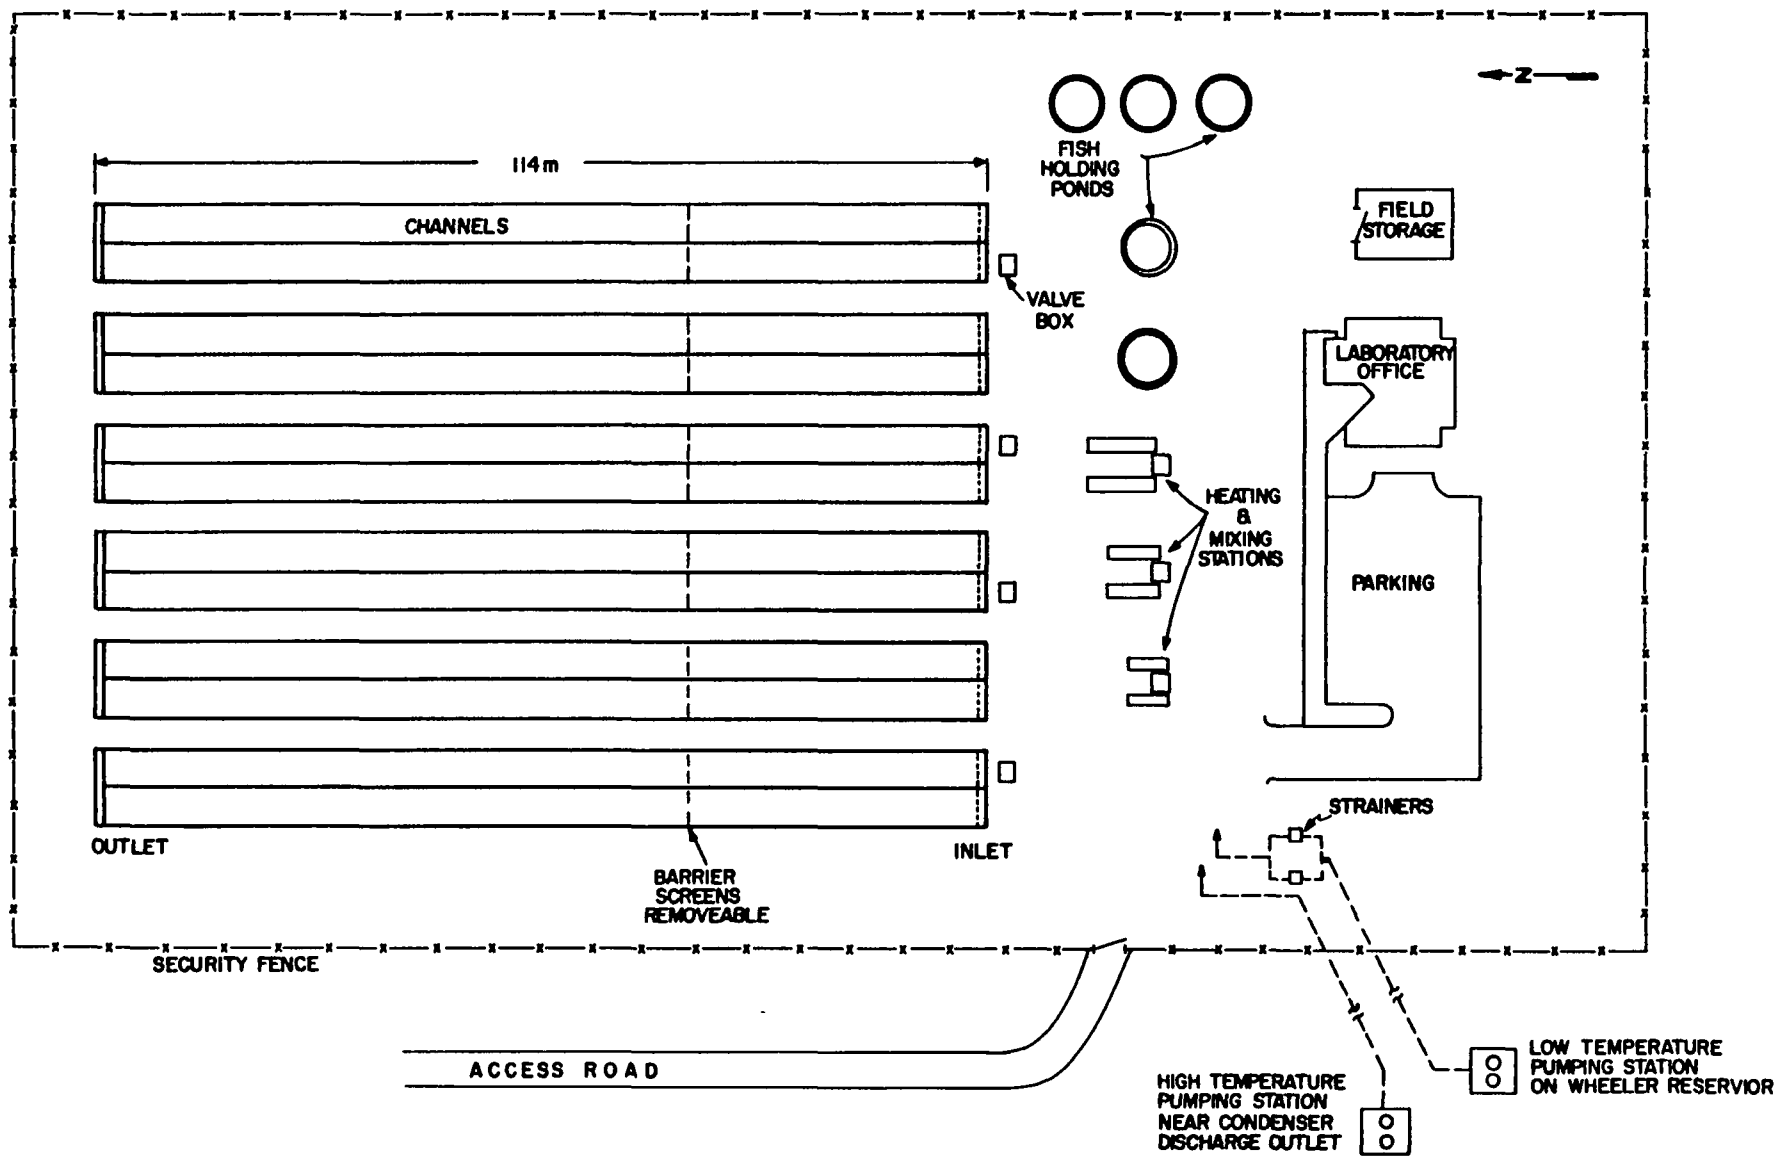 N
114m
CHANNELS
FISH
HOLDING
PONDS
FIELD
STORAGE
VALVE
BOX
LABORATORY
OFFICE
HEATING
&
MIXING
STATIONS
PARKING
STRAINERS
OUTLET
INLET
BARRIER
SCREENS
REMOVEABLE
SECURITY FENCE
ACCESS ROAD
HIGH TEMPERATURE
PUMPING STATION
NEAR CONDENSER
DISCHARGE OUTLET
LOW TEMPERATURE
PUMPING STATION
ON WHEELER RESERVIOR